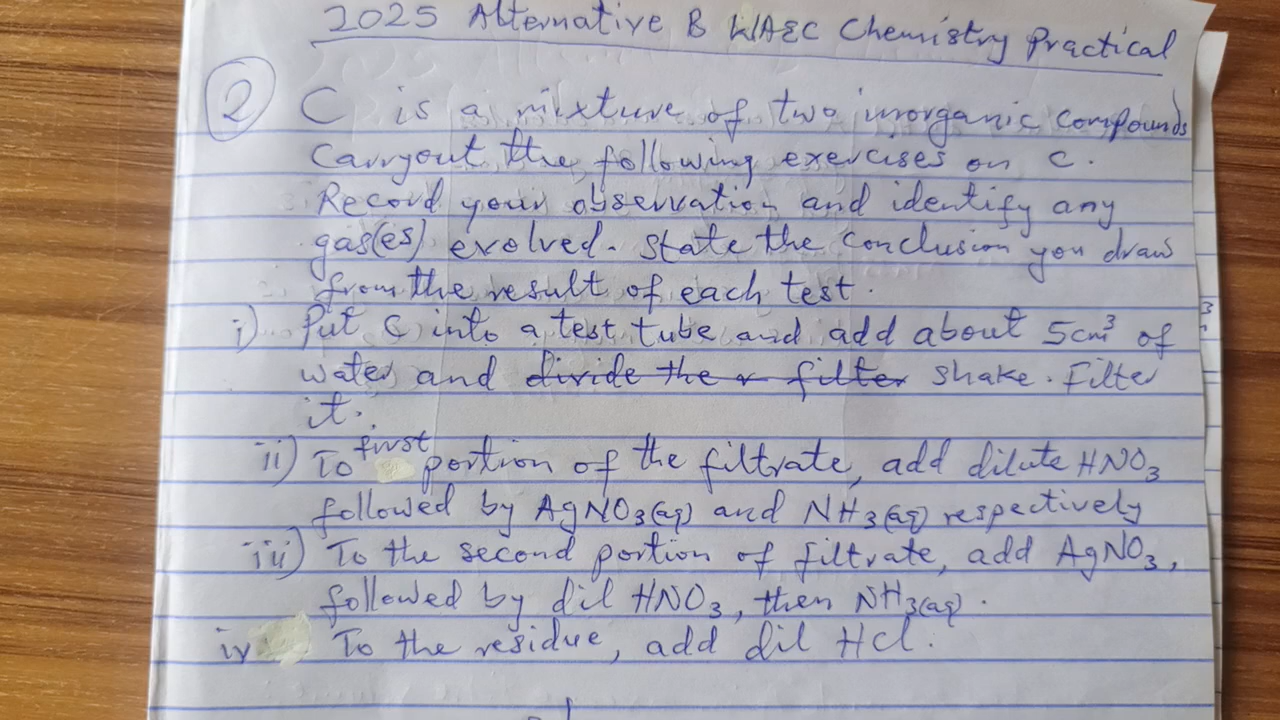 2025 Alternative B WAEC Chemistry Practical
2 C is a mixture of two inorganic compounds
Carryout the following exercises on c.
Record your observation and identify any
gas(es) evolved. State the conclusion you draw
from the result of each test.
i) Put C into a test tube and add about 5cm³ of
water and divide the filter shake. Filter
it.
ii) To first portion of the filtrate, add dilute HNO₃
followed by AgNO₃(aq) and NH₃(aq) respectively
iii) To the second portion of filtrate, add AgNO₃,
followed by dil HNO₃, then NH₃(aq).
iv To the residue, add dil HCl.